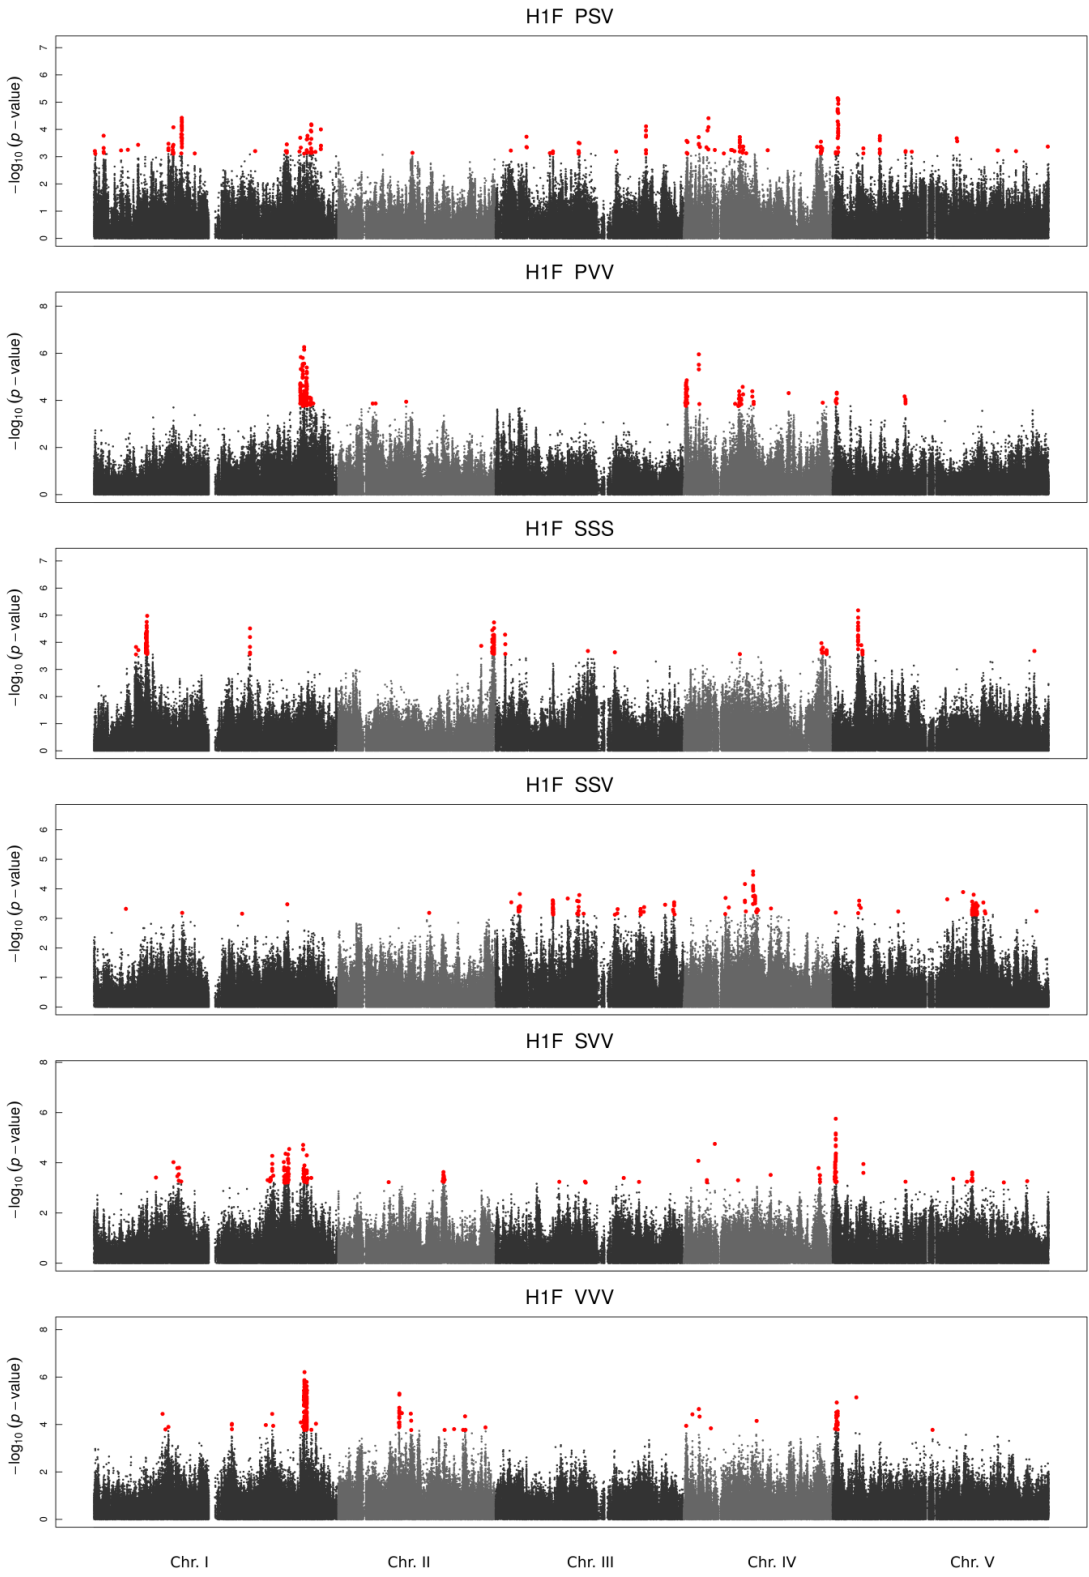 H1F PSV
−log10 (p − value)
7
6
5
4
3
2
1
0
H1F PVV
−log10 (p − value)
8
6
4
2
0
H1F SSS
−log10 (p − value)
7
6
5
4
3
2
1
0
H1F SSV
−log10 (p − value)
6
5
4
3
2
1
0
H1F SVV
−log10 (p − value)
8
6
4
2
0
H1F VVV
−log10 (p − value)
8
6
4
2
0
Chr. I Chr. II Chr. III Chr. IV Chr. V